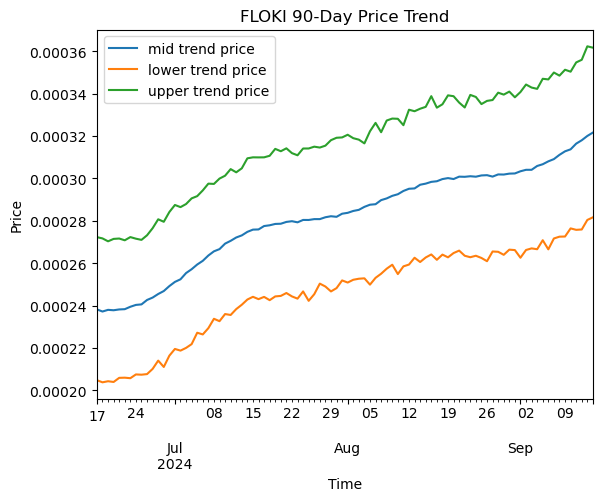 FLOKI 90-Day Price Trend
mid trend price
lower trend price
upper trend price
0.00036
0.00034
0.00032
0.00030
0.00028
0.00026
0.00024
0.00022
0.00020
Price
17 24 08 15 22 29 05 12 19 26 02 09
Jul Aug Sep
2024
Time